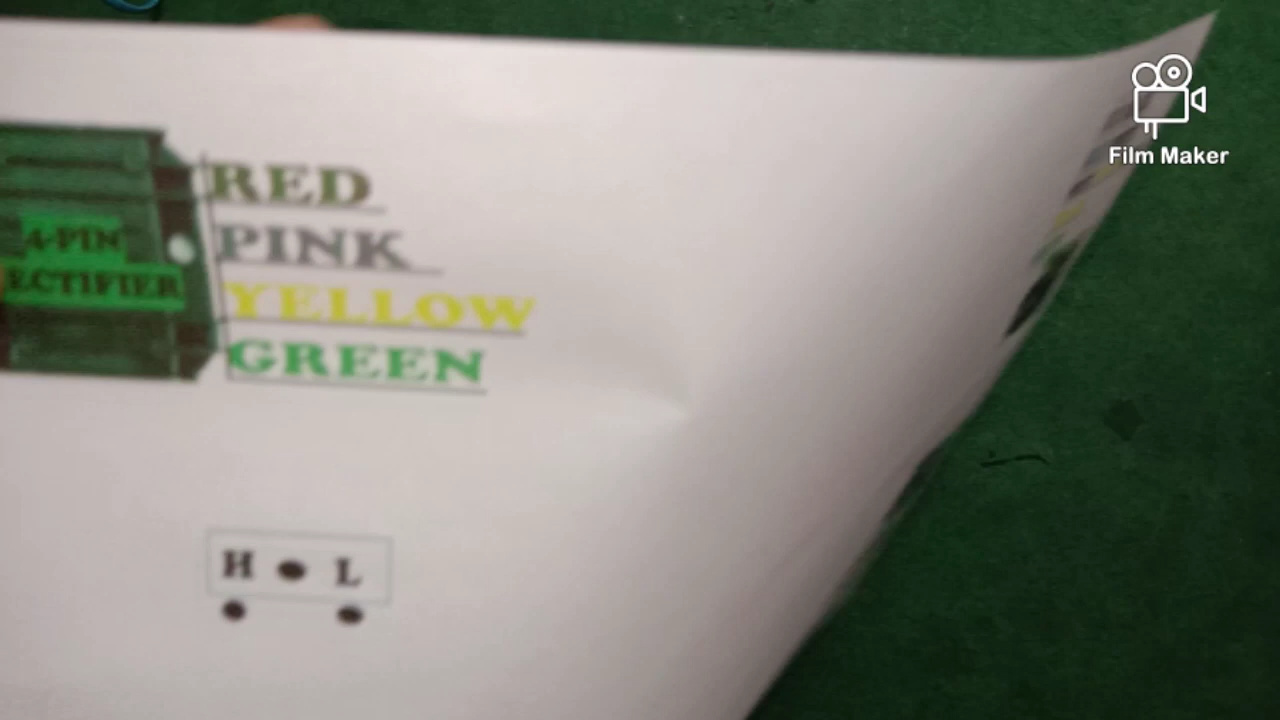 Film Maker
RED
PINK
4-PIN
YELLOW
ECTIFIER
GREEN
H L